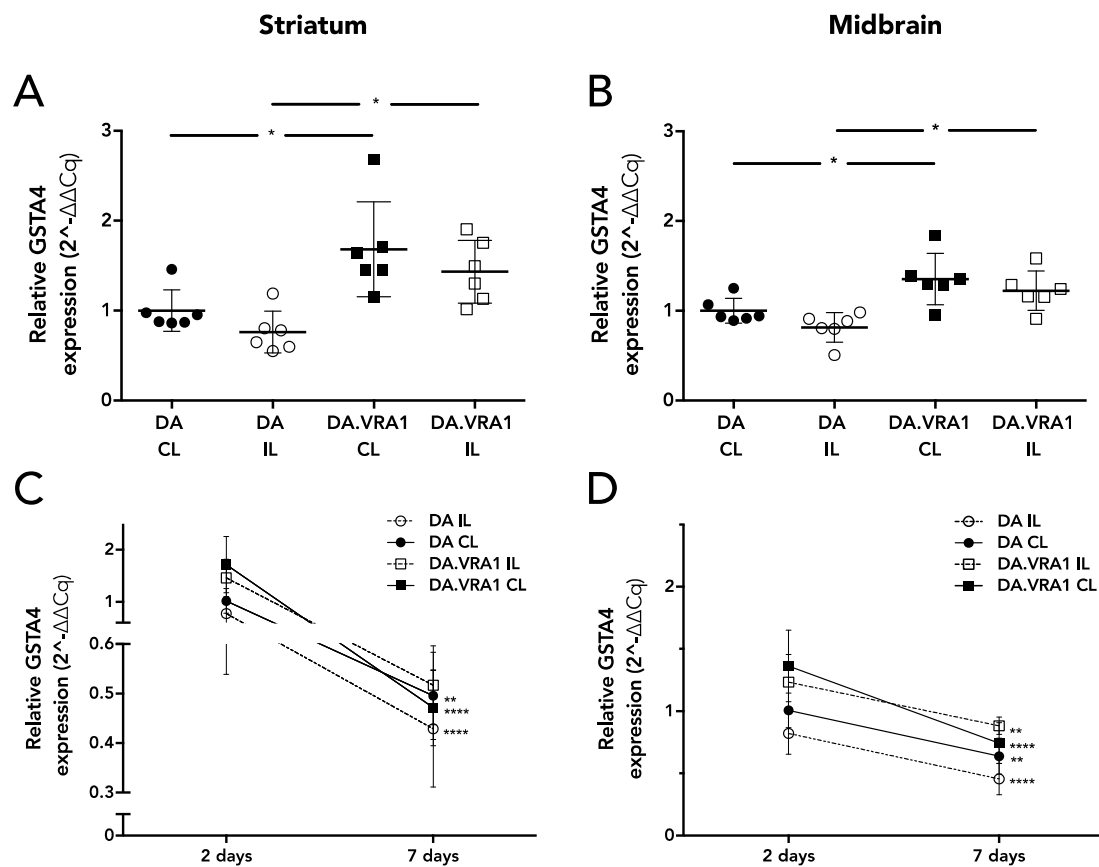 Striatum
Midbrain
A
*
*
3
2
1
0
Relative GSTA4
expression (2^-ΔΔCq)
DA
CL
DA
IL
DA.VRA1
CL
DA.VRA1
IL
B
*
*
3
2
1
0
Relative GSTA4
expression (2^-ΔΔCq)
DA
CL
DA
IL
DA.VRA1
CL
DA.VRA1
IL
C
DA IL
DA CL
DA.VRA1 IL
DA.VRA1 CL
2
1
0.6
0.5
0.4
0.3
0
Relative GSTA4
expression (2^-ΔΔCq)
**
****
****
2 days
7 days
D
DA IL
DA CL
DA.VRA1 IL
DA.VRA1 CL
2
1
0
Relative GSTA4
expression (2^-ΔΔCq)
**
****
**
****
2 days
7 days